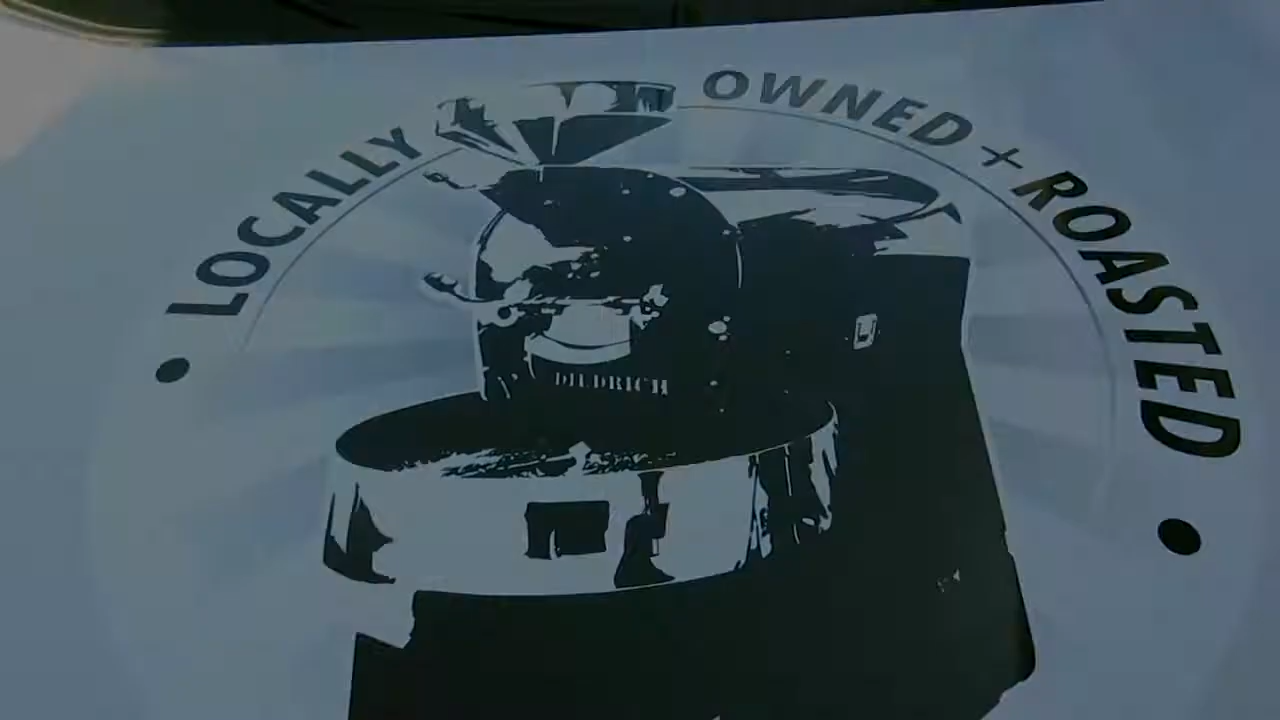 • LOCALLY OWNED + ROASTED •
DIEDRICH